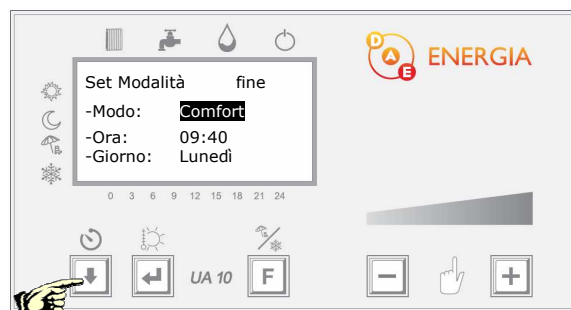 D
A
E
ENERGIA
Set Modalità fine
-Modo: Comfort
-Ora: 09:40
-Giorno: Lunedì
0 3 6 9 12 15 18 21 24
UA 10
F